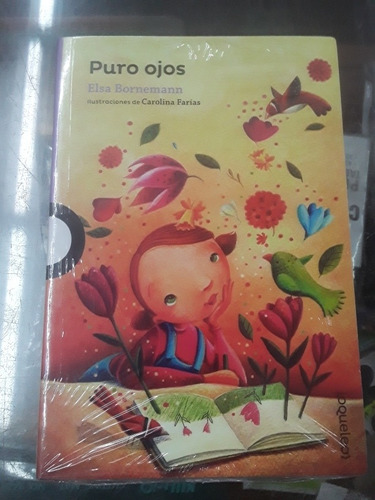 Puro ojos
Elsa Bornemann
ilustraciones de Carolina Farías
loqueleo